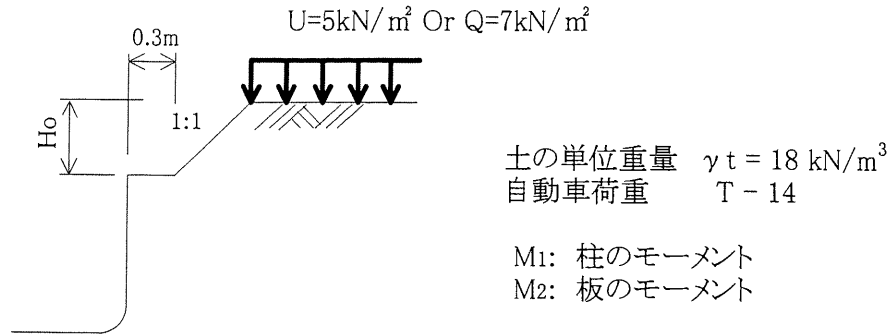 U=5kN/㎡ Or Q=7kN/㎡
0.3m
Ho
1:1
土の単位重量 γt = 18 kN/m³
自動車荷重 T - 14
M₁: 柱のモーメント
M₂: 板のモーメント